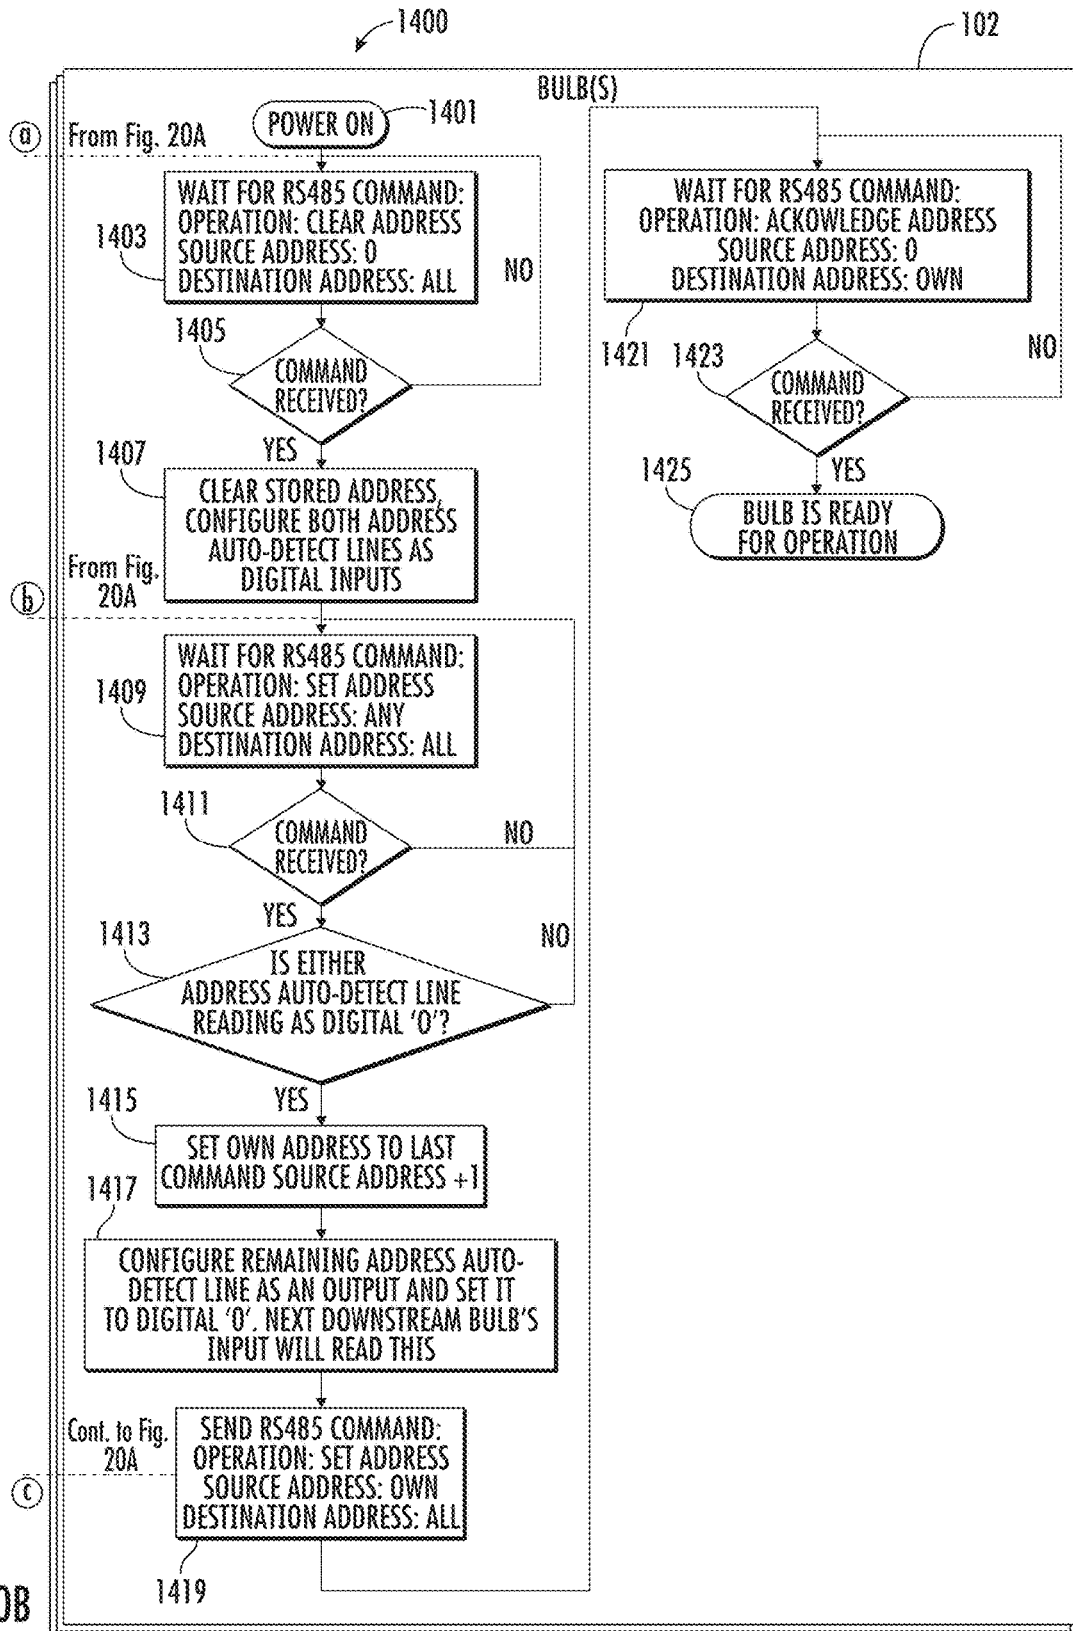 1400
102
BULB(S)
a
From Fig. 20A
POWER ON
1401
WAIT FOR RS485 COMMAND:
OPERATION: CLEAR ADDRESS
SOURCE ADDRESS: 0
DESTINATION ADDRESS: ALL
1403
NO
1405
COMMAND
RECEIVED?
YES
1407
CLEAR STORED ADDRESS,
CONFIGURE BOTH ADDRESS
AUTO-DETECT LINES AS
DIGITAL INPUTS
From Fig.
20A
b
WAIT FOR RS485 COMMAND:
OPERATION: SET ADDRESS
SOURCE ADDRESS: ANY
DESTINATION ADDRESS: ALL
1409
1411
COMMAND
RECEIVED?
NO
YES
1413
IS EITHER
ADDRESS AUTO-DETECT LINE
READING AS DIGITAL '0'?
NO
YES
1415
SET OWN ADDRESS TO LAST
COMMAND SOURCE ADDRESS +1
1417
CONFIGURE REMAINING ADDRESS AUTO-
DETECT LINE AS AN OUTPUT AND SET IT
TO DIGITAL '0'. NEXT DOWNSTREAM BULB'S
INPUT WILL READ THIS
Cont. to Fig.
20A
c
SEND RS485 COMMAND:
OPERATION: SET ADDRESS
SOURCE ADDRESS: OWN
DESTINATION ADDRESS: ALL
1419
WAIT FOR RS485 COMMAND:
OPERATION: ACKOWLEDGE ADDRESS
SOURCE ADDRESS: 0
DESTINATION ADDRESS: OWN
1421
1423
COMMAND
RECEIVED?
NO
YES
1425
BULB IS READY
FOR OPERATION
0B